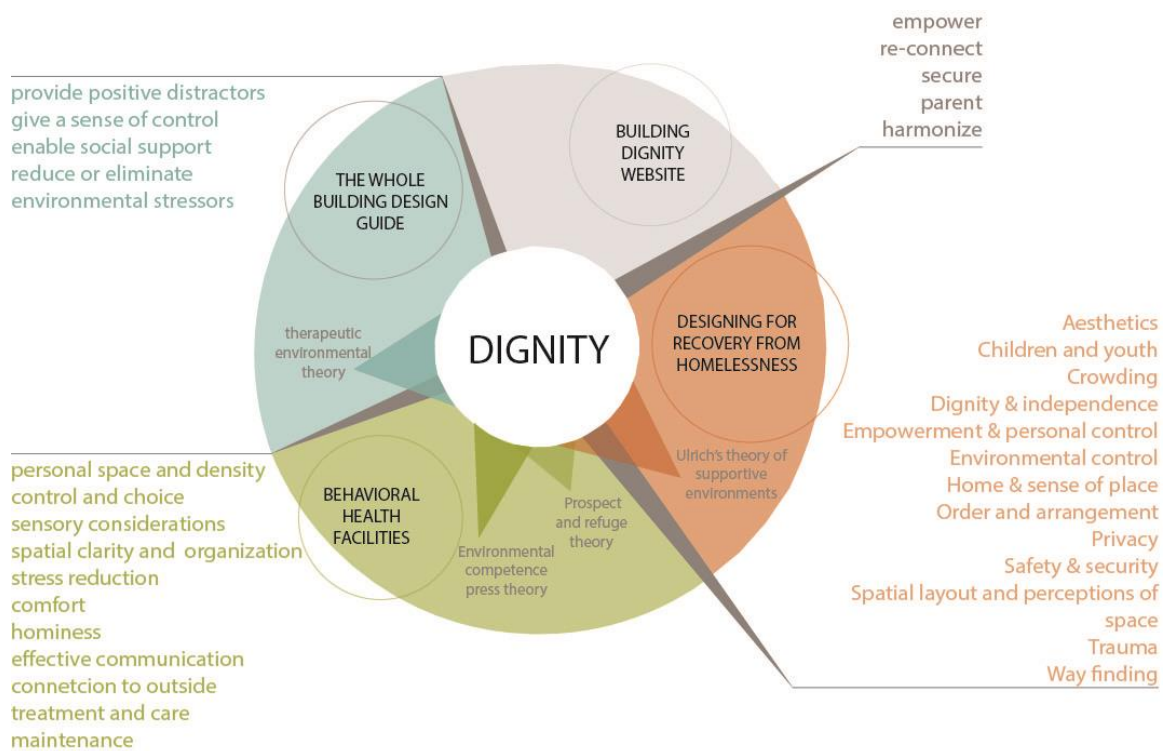 empower
re-connect
secure
parent
harmonize
provide positive distractors
give a sense of control
enable social support
reduce or eliminate
environmental stressors
BUILDING
DIGNITY
WEBSITE
THE WHOLE
BUILDING DESIGN
GUIDE
DESIGNING FOR
RECOVERY FROM
HOMELESSNESS
therapeutic
environmental
theory
DIGNITY
Aesthetics
Children and youth
Crowding
Dignity & independence
Empowerment & personal control
Environmental control
Home & sense of place
Order and arrangement
Privacy
Safety & security
Spatial layout and perceptions of
space
Trauma
Way finding
Ulrich's theory of
supportive
environments
Prospect
and refuge
theory
Environmental
competence
press theory
BEHAVIORAL
HEALTH
FACILITIES
personal space and density
control and choice
sensory considerations
spatial clarity and organization
stress reduction
comfort
hominess
effective communication
connetcion to outside
treatment and care
maintenance